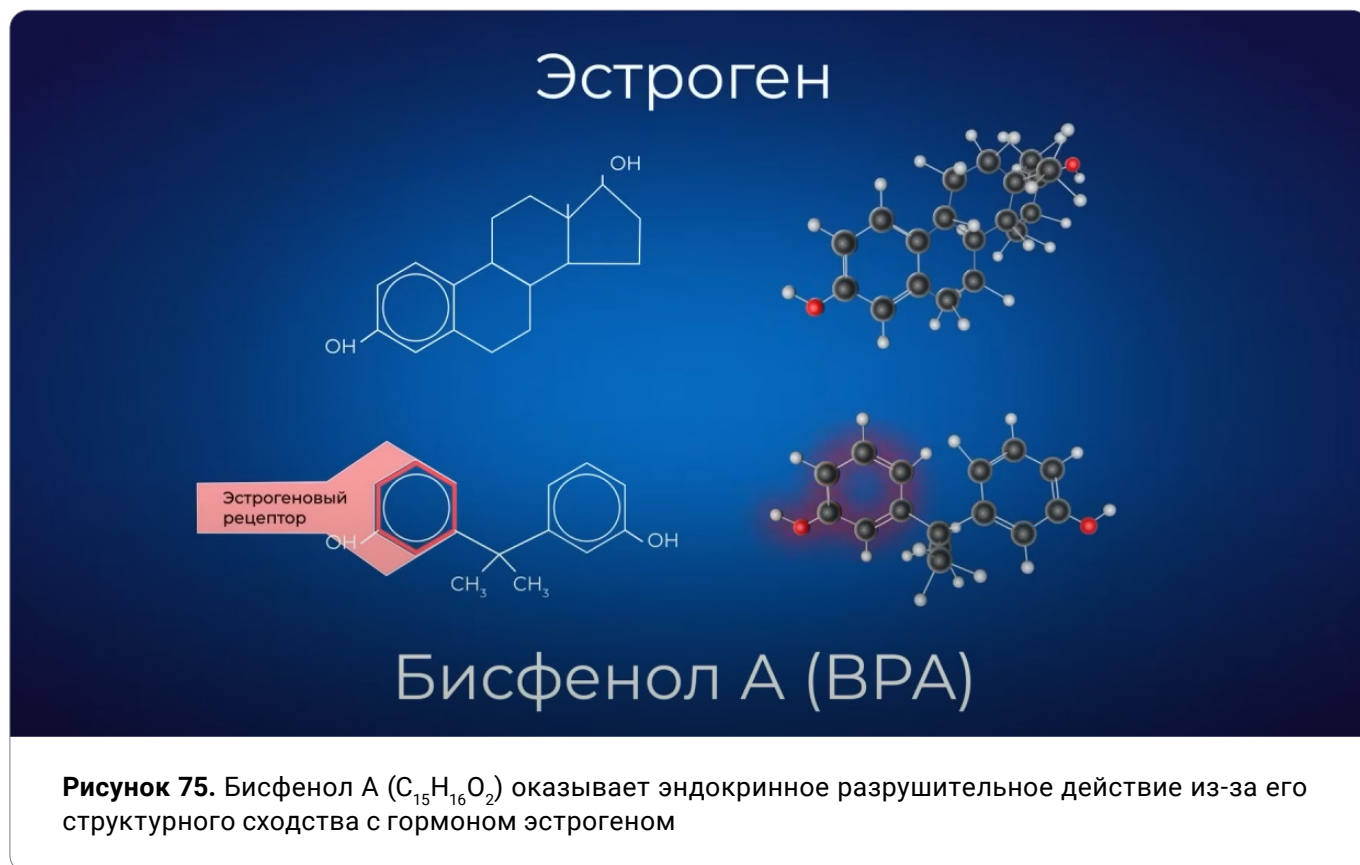 Эстроген
OH
OH
Эстрогеновый
рецептор
OH
OH
CH₃ CH₃
Бисфенол А (BPA)
Рисунок 75. Бисфенол А (C₁₅H₁₆O₂) оказывает эндокринное разрушительное действие из-за его
структурного сходства с гормоном эстрогеном